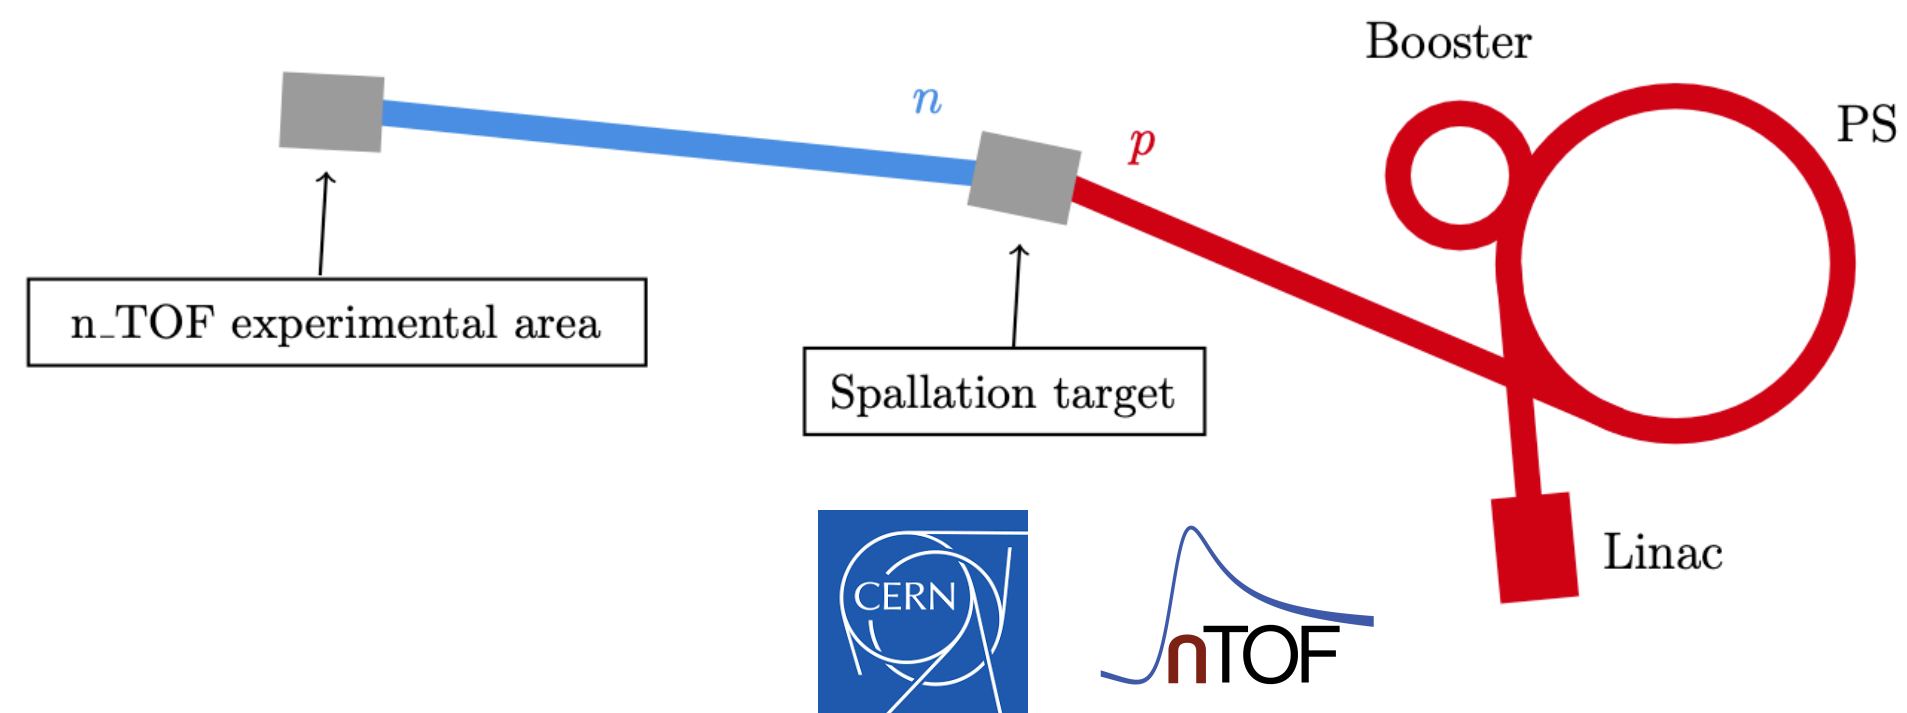 Booster
PS
n
p
n_TOF experimental area
Spallation target
Linac
CERN
nTOF